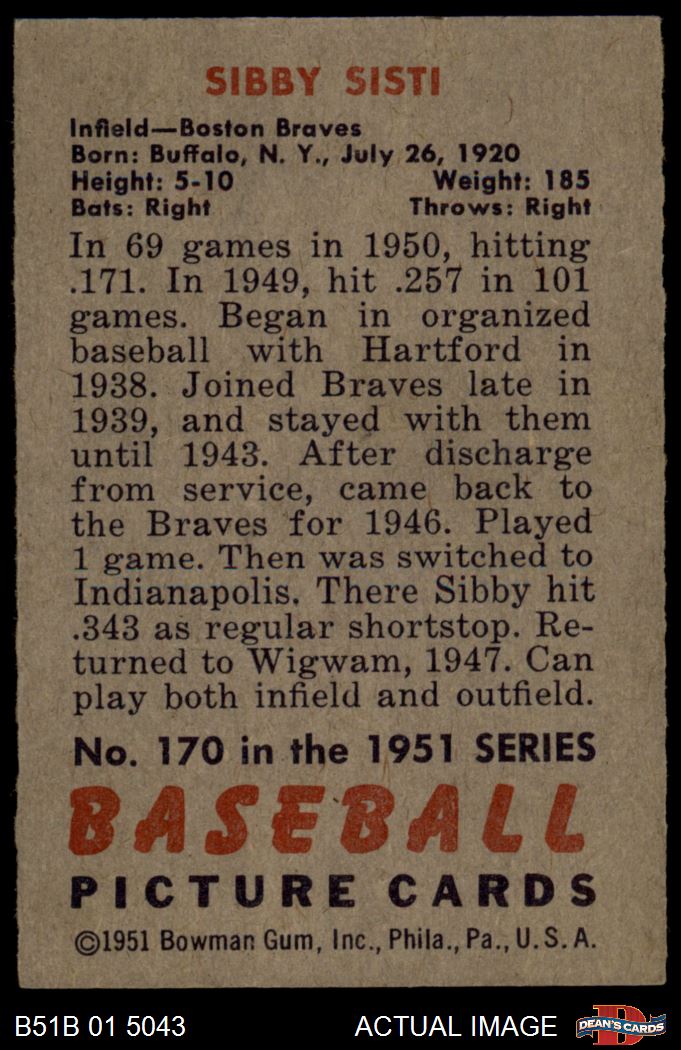 SIBBY SISTI
Infield—Boston Braves
Born: Buffalo, N. Y., July 26, 1920
Height: 5-10 Weight: 185
Bats: Right Throws: Right
In 69 games in 1950, hitting
.171. In 1949, hit .257 in 101
games. Began in organized
baseball with Hartford in
1938. Joined Braves late in
1939, and stayed with them
until 1943. After discharge
from service, came back to
the Braves for 1946. Played
1 game. Then was switched to
Indianapolis. There Sibby hit
.343 as regular shortstop. Re-
turned to Wigwam, 1947. Can
play both infield and outfield.
No. 170 in the 1951 SERIES
BASEBALL
PICTURE CARDS
©1951 Bowman Gum, Inc., Phila., Pa., U. S. A.
B51B 01 5043 ACTUAL IMAGE D DEAN'S CARDS